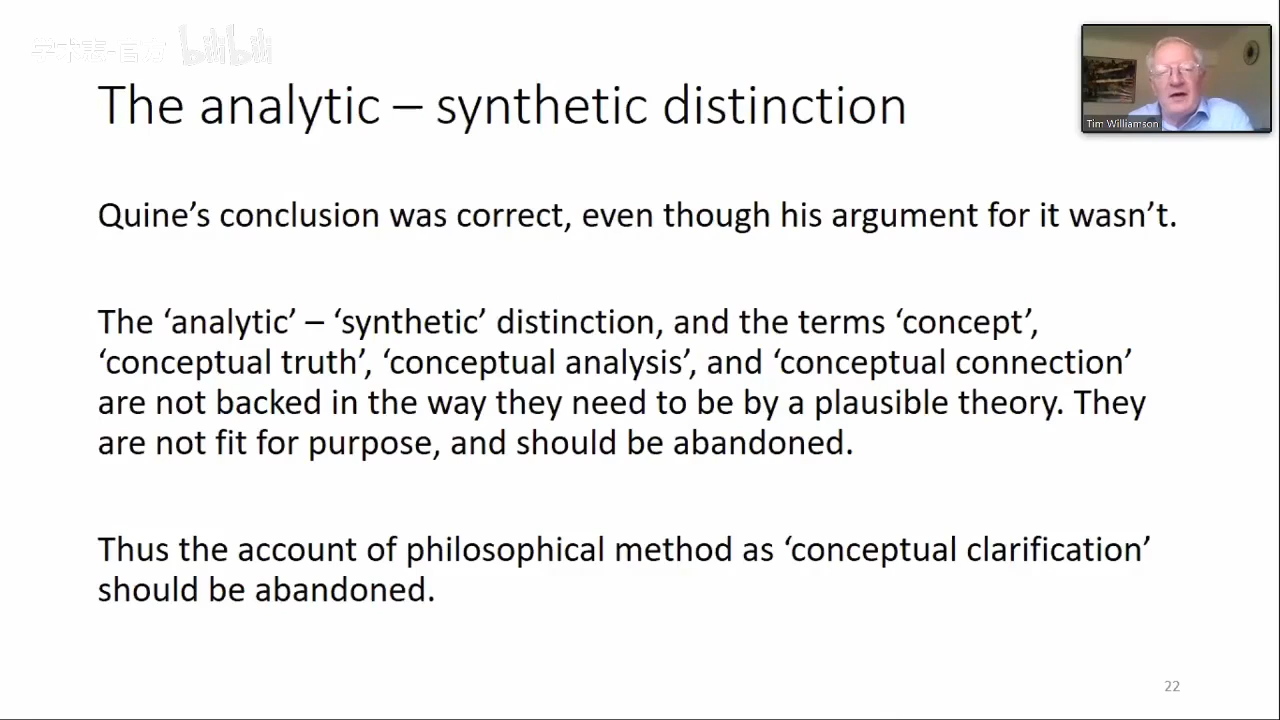 bilibili
The analytic – synthetic distinction
Tim Williamson
Quine’s conclusion was correct, even though his argument for it wasn’t.
The ‘analytic’ – ‘synthetic’ distinction, and the terms ‘concept’,
‘conceptual truth’, ‘conceptual analysis’, and ‘conceptual connection’
are not backed in the way they need to be by a plausible theory. They
are not fit for purpose, and should be abandoned.
Thus the account of philosophical method as ‘conceptual clarification’
should be abandoned.
22